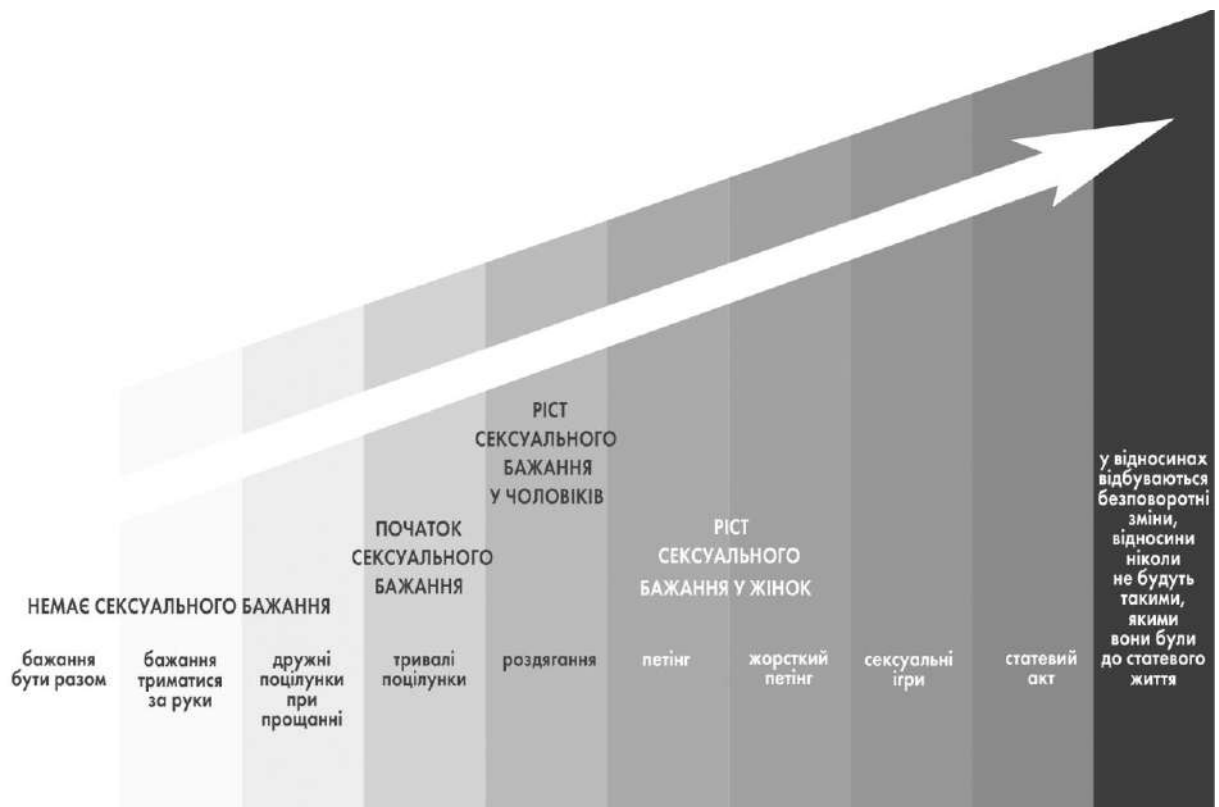 РІСТ
СЕКСУАЛЬНОГО
БАЖАННЯ
У ЧОЛОВІКІВ
ПОЧАТОК
СЕКСУАЛЬНОГО
БАЖАННЯ
РІСТ
СЕКСУАЛЬНОГО
БАЖАННЯ У ЖІНОК
НЕМАЄ СЕКСУАЛЬНОГО БАЖАННЯ
бажання
бути разом
бажання
триматися
за руки
дружні
поцілунки
при
прощанні
тривалі
поцілунки
роздягання
петінг
жорсткий
петінг
сексуальні
ігри
статевий
акт
у відносинах
відбуваються
безповоротні
зміни,
відносини
ніколи
не будуть
такими,
якими
вони були
до статевого
життя